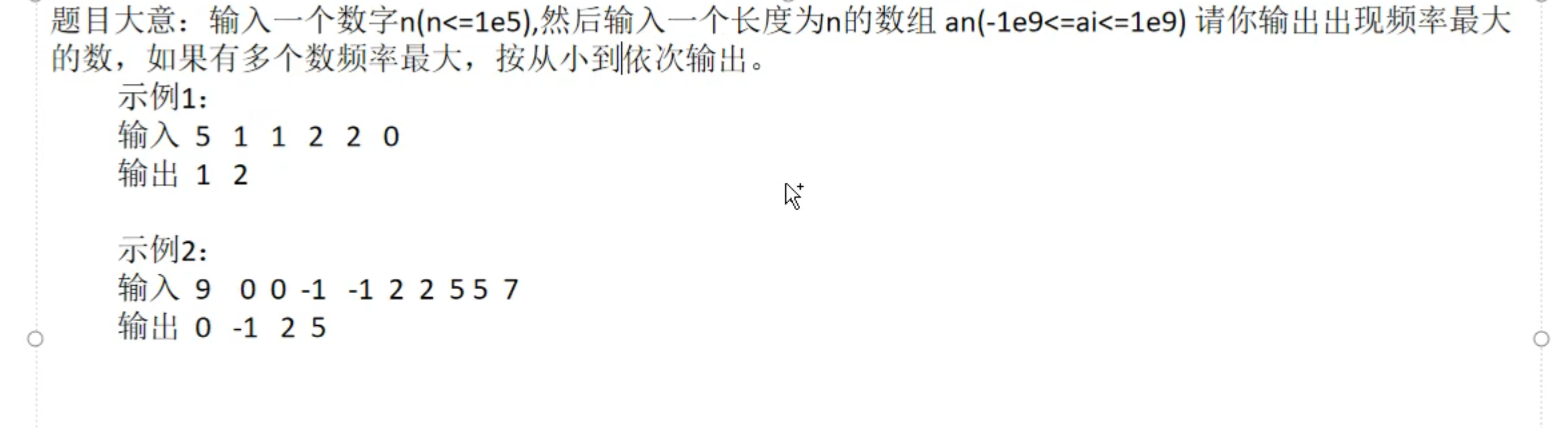 题目大意：输入一个数字n(n<=1e5),然后输入一个长度为n的数组 an(-1e9<=ai<=1e9) 请你输出出现频率最大
的数，如果有多个数频率最大，按从小到依次输出。
示例1：
输入 5 1 1 2 2 0
输出 1 2
示例2：
输入 9 0 0 -1 -1 2 2 5 5 7
输出 0 -1 2 5